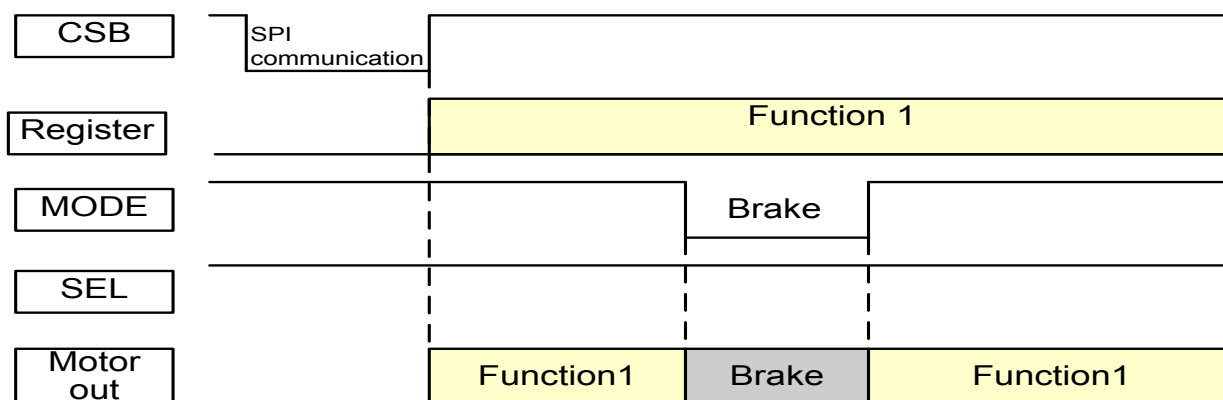 CSB
SPI
communication
Register
Function 1
MODE
Brake
SEL
Motor
out
Function1
Brake
Function1